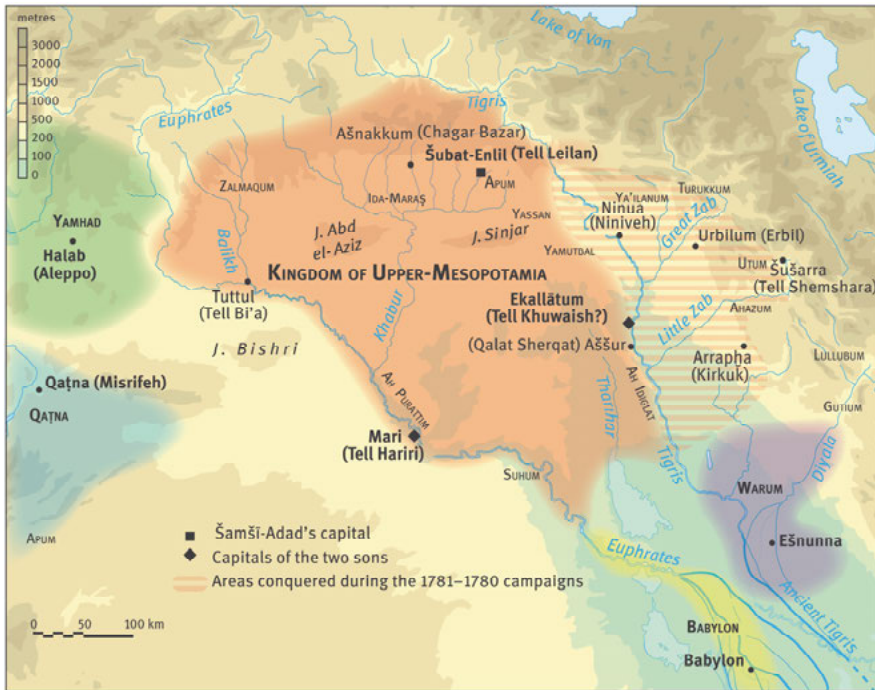 metres
3000
2000
1500
1000
500
200
100
0
Lake of Van
Lake of Urmiah
Euphrates
Tigris
Ašnakkum (Chagar Bazar)
Šubat-Enlil (Tell Leilan)
Apum
Zalmaqum
Ida-Maraṣ
Ya'ilanum
Turukkum
Ninua
(Niniveh)
Great Zab
Yamhad
Halab
(Aleppo)
Balikh
J. Abd
el-Aziz
Yassan
J. Sinjar
Yamutbal
Urbilum (Erbil)
Utum
Šušarra
(Tell Shemshara)
Kingdom of Upper-Mesopotamia
Tuttul
(Tell Bi'a)
Khabur
Ekallātum
(Tell Khuwaish?)
Little Zab
Ahazum
J. Bishri
(Qalat Sherqat) Aššur
Arrapḫa
(Kirkuk)
Lullubum
Qaṭna (Misrifeh)
Qaṭna
Ah Purattim
Tharthar
Ah Idiglat
Gutium
Mari
(Tell Hariri)
Suhum
Tigris
Warum
Diyala
Apum
Šamšī-Adad's capital
Capitals of the two sons
Areas conquered during the 1781–1780 campaigns
Euphrates
Ešnunna
Ancient Tigris
0 50 100 km
Babylon
Babylon